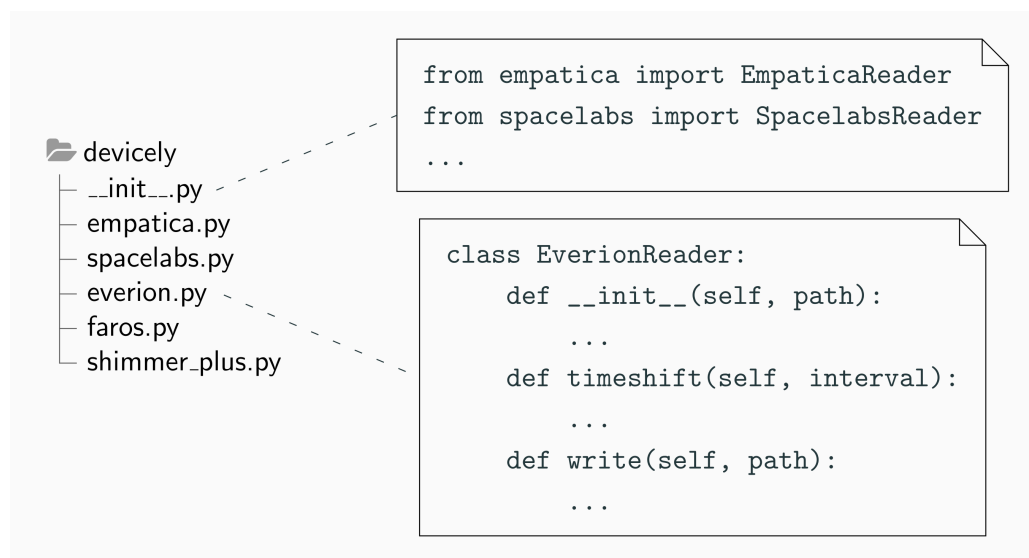 devicely
__init__.py
empatica.py
spacelabs.py
everion.py
faros.py
shimmer_plus.py
from empatica import EmpaticaReader
from spacelabs import SpacelabsReader
...
class EverionReader:
    def __init__(self, path):
        ...
    def timeshift(self, interval):
        ...
    def write(self, path):
        ...